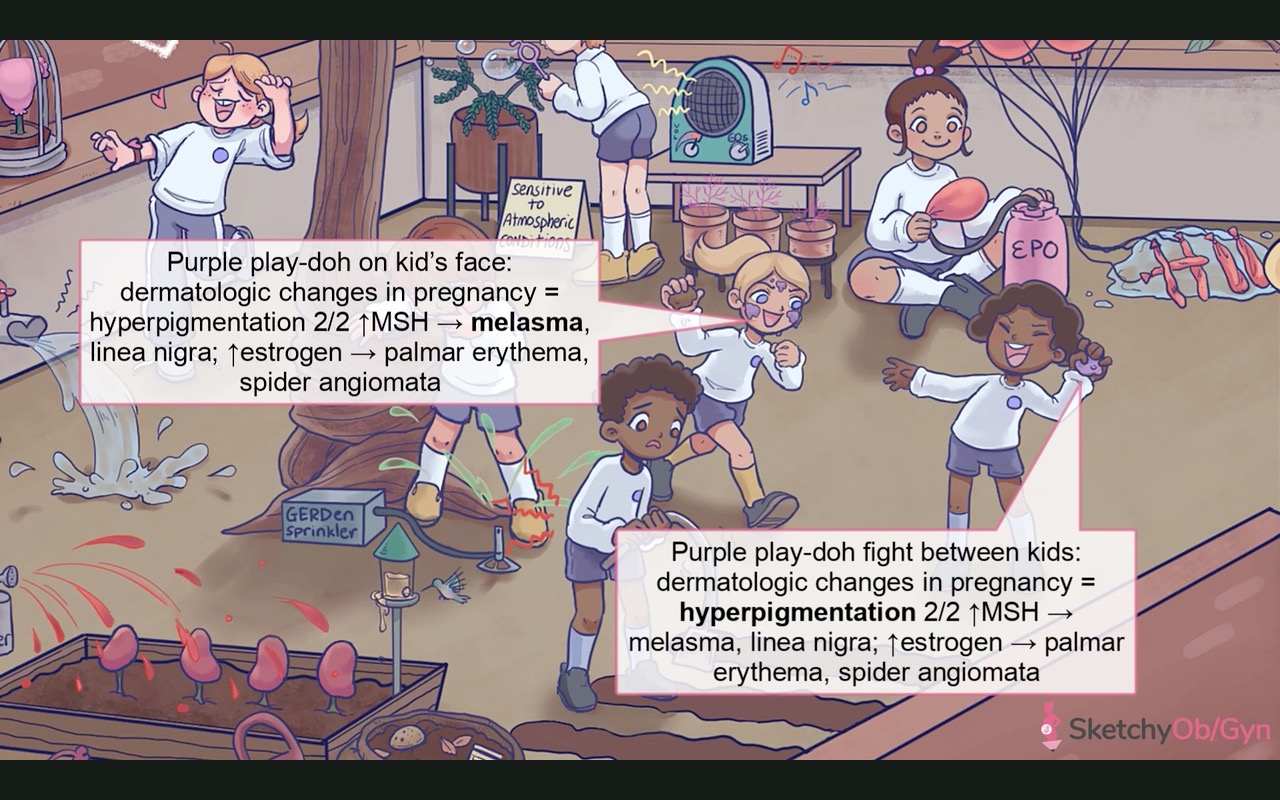 Sensitive
to
Atmospheric
conditions
VOL
EPO
Purple play-doh on kid’s face:
dermatologic changes in pregnancy =
hyperpigmentation 2/2 ↑MSH → melasma,
linea nigra; ↑estrogen → palmar erythema,
spider angiomata
GERDen
sprinkler
Purple play-doh fight between kids:
dermatologic changes in pregnancy =
hyperpigmentation 2/2 ↑MSH →
melasma, linea nigra; ↑estrogen → palmar
erythema, spider angiomata
SketchyOb/Gyn